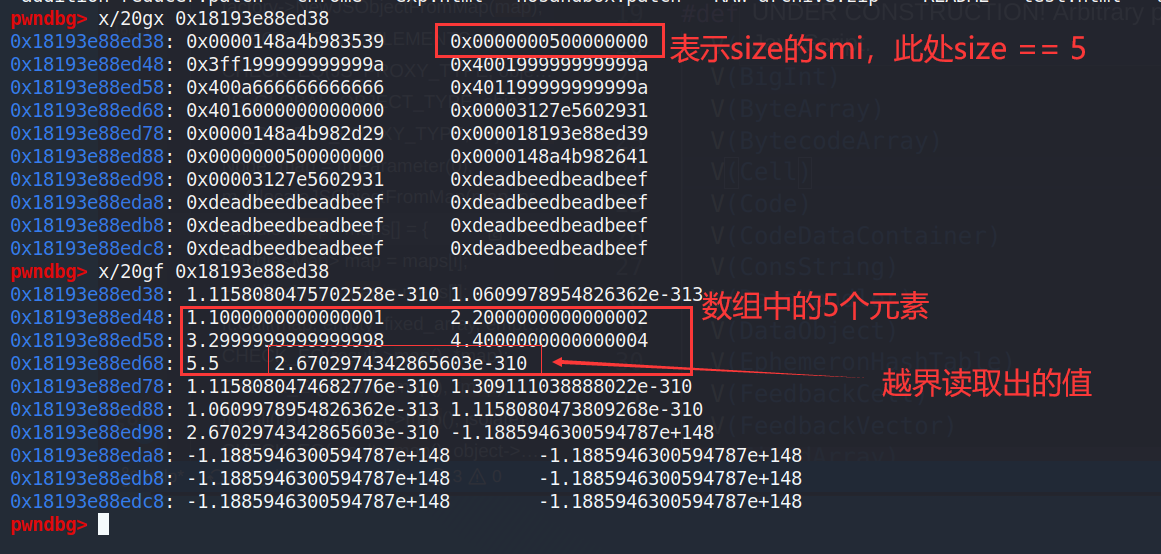 pwndbg> x/20gx 0x18193e88ed38
0x18193e88ed38: 0x0000148a4b983539 0x0000000500000000 表示size的smi，此处size == 5
0x18193e88ed48: 0x3ff199999999999a 0x400199999999999a
0x18193e88ed58: 0x400a666666666666 0x401199999999999a
0x18193e88ed68: 0x4016000000000000 0x00003127e5602931
0x18193e88ed78: 0x0000148a4b982d29 0x000018193e88ed39
0x18193e88ed88: 0x0000000500000000 0x0000148a4b982641
0x18193e88ed98: 0x00003127e5602931 0xdeadbeedbeadbeef
0x18193e88eda8: 0xdeadbeedbeadbeef 0xdeadbeedbeadbeef
0x18193e88edb8: 0xdeadbeedbeadbeef 0xdeadbeedbeadbeef
0x18193e88edc8: 0xdeadbeedbeadbeef 0xdeadbeedbeadbeef
pwndbg> x/20gf 0x18193e88ed38
0x18193e88ed38: 1.1158080475702528e-310 1.0609978954826362e-313
0x18193e88ed48: 1.1000000000000001 2.2000000000000002 数组中的5个元素
0x18193e88ed58: 3.2999999999999998 4.4000000000000004
0x18193e88ed68: 5.5 2.6702974342865603e-310 越界读取出的值
0x18193e88ed78: 1.1158080474682776e-310 1.309111038888022e-310
0x18193e88ed88: 1.0609978954826362e-313 1.1158080473809268e-310
0x18193e88ed98: 2.6702974342865603e-310 -1.1885946300594787e+148
0x18193e88eda8: -1.1885946300594787e+148 -1.1885946300594787e+148
0x18193e88edb8: -1.1885946300594787e+148 -1.1885946300594787e+148
0x18193e88edc8: -1.1885946300594787e+148 -1.1885946300594787e+148
pwndbg>
UNDER CONSTRUCTION! Arbitrary
V(BigInt)
V(ByteArray)
V(BytecodeArray)
V(Cell)
V(Code)
V(CodeDataContainer)
V(ConsString)
V(DataObject)
V(EphemeronHashTable)
V(FeedbackVector)